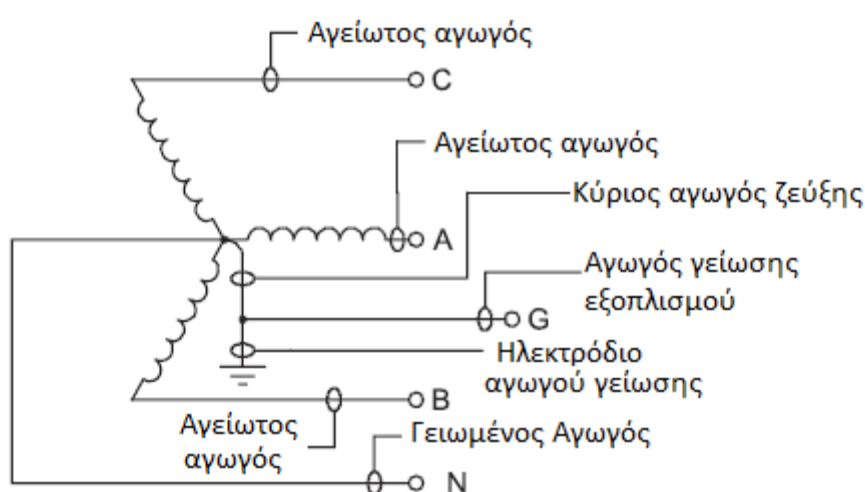 Αγείωτος αγωγός
C
Αγείωτος αγωγός
Κύριος αγωγός ζεύξης
A
Αγωγός γείωσης
εξοπλισμού
G
Ηλεκτρόδιο
αγωγού γείωσης
B
Αγείωτος
αγωγός
Γειωμένος Αγωγός
N